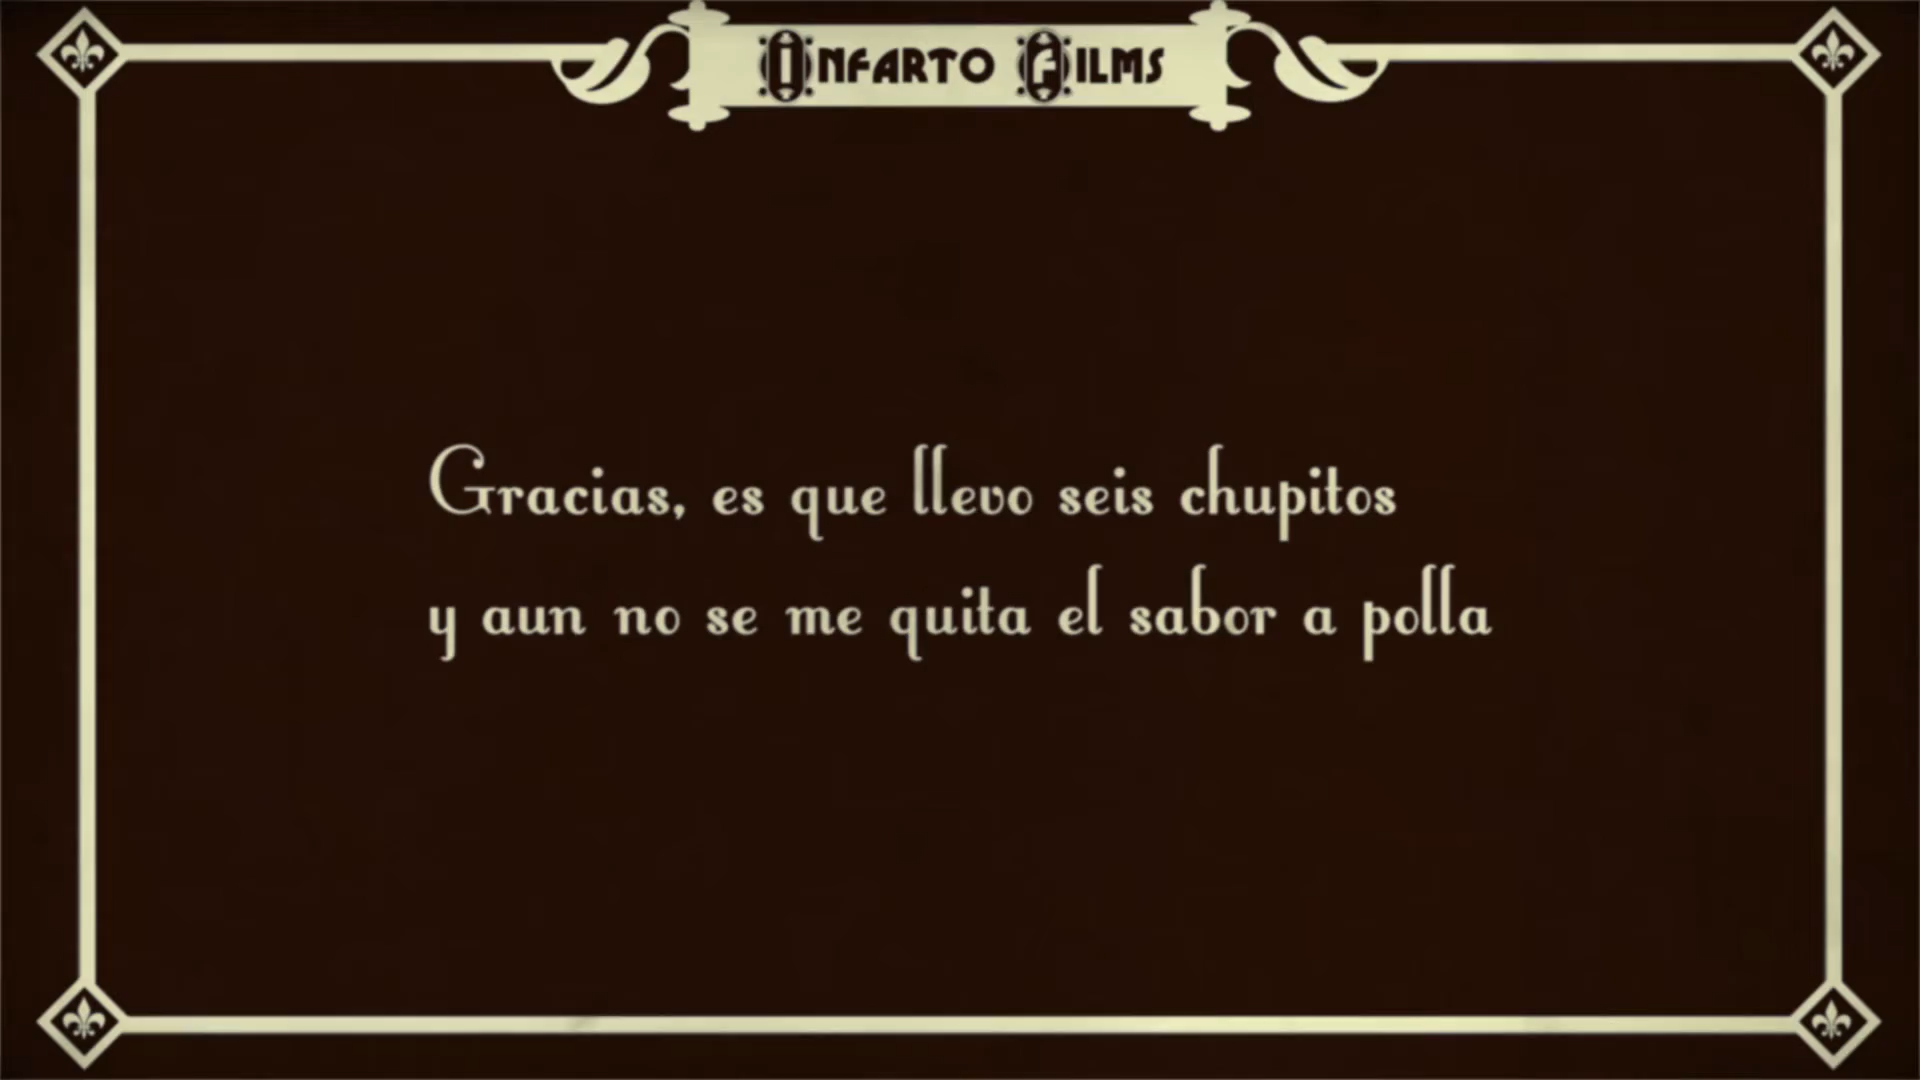 Infarto Films
Gracias, es que llevo seis chupitos
y aun no se me quita el sabor a polla